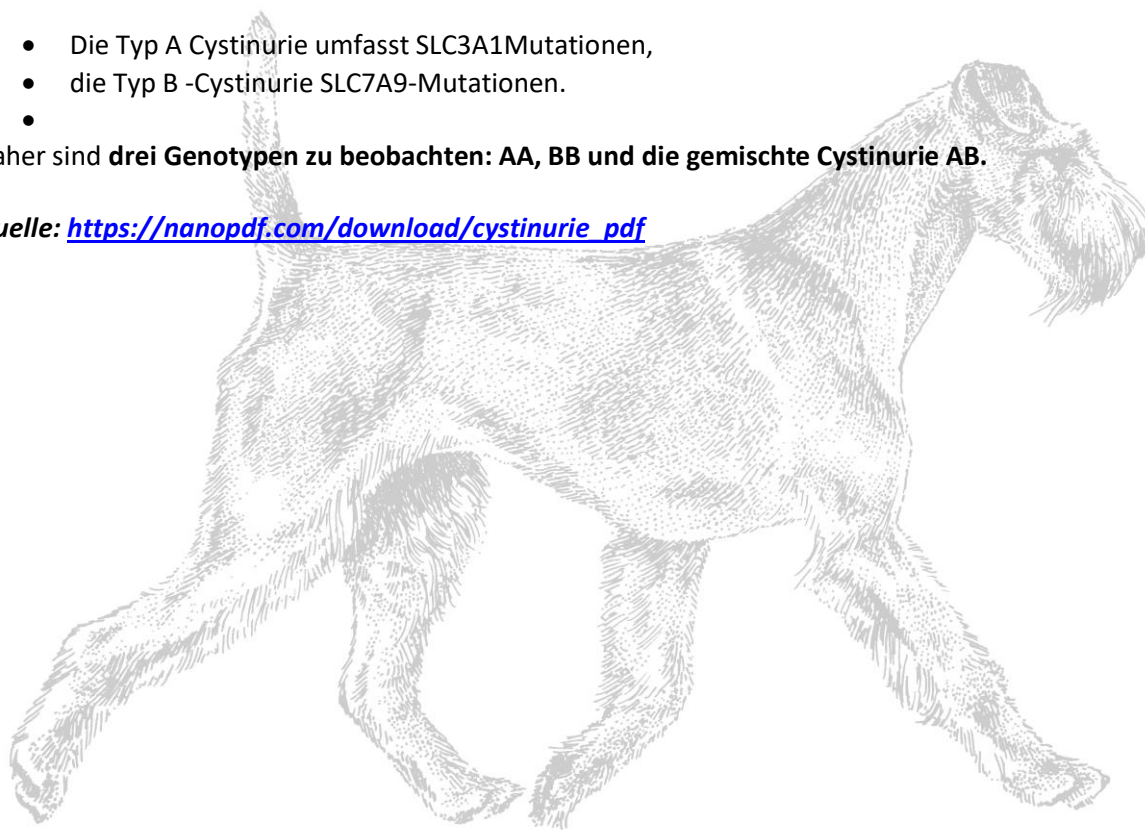 • Die Typ A Cystinurie umfasst SLC3A1Mutationen,
• die Typ B -Cystinurie SLC7A9-Mutationen.
•
aher sind drei Genotypen zu beobachten: AA, BB und die gemischte Cystinurie AB.
uelle: https://nanopdf.com/download/cystinurie_pdf